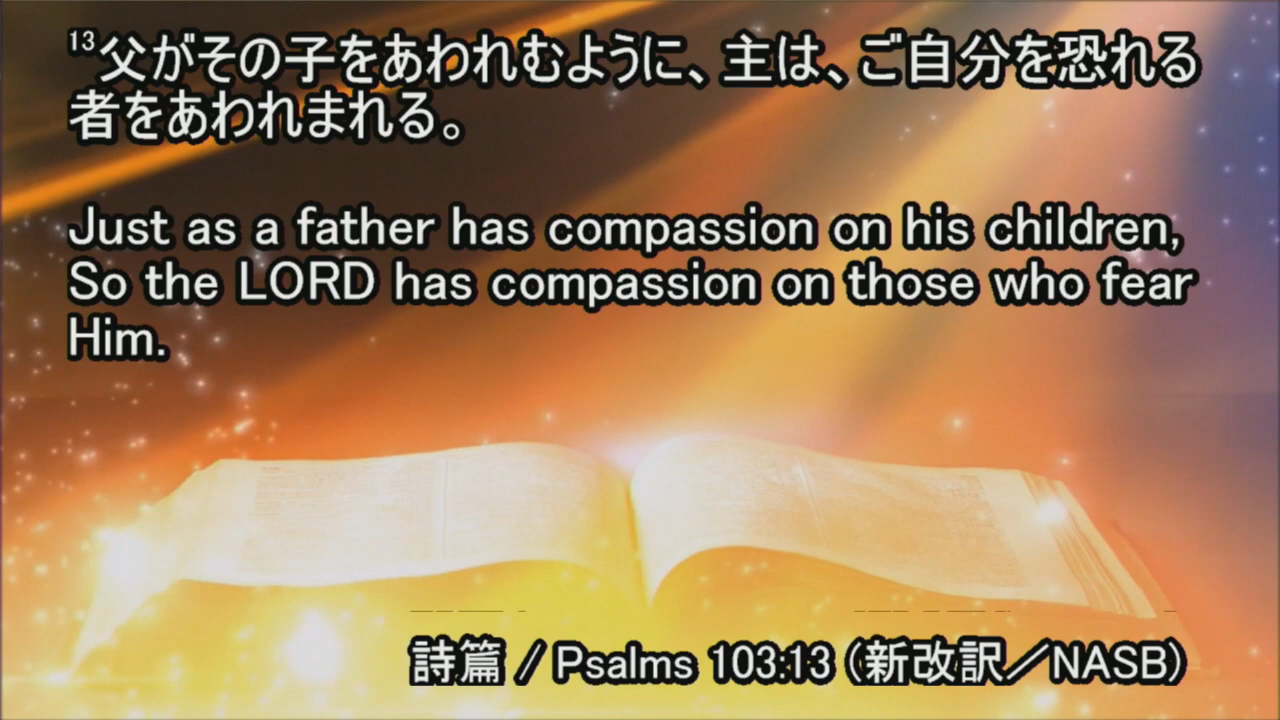 13父がその子をあわれむように、主は、ご自分を恐れる
者をあわれまれる。
Just as a father has compassion on his children,
So the LORD has compassion on those who fear
Him.
詩篇 / Psalms 103:13 (新改訳／NASB)